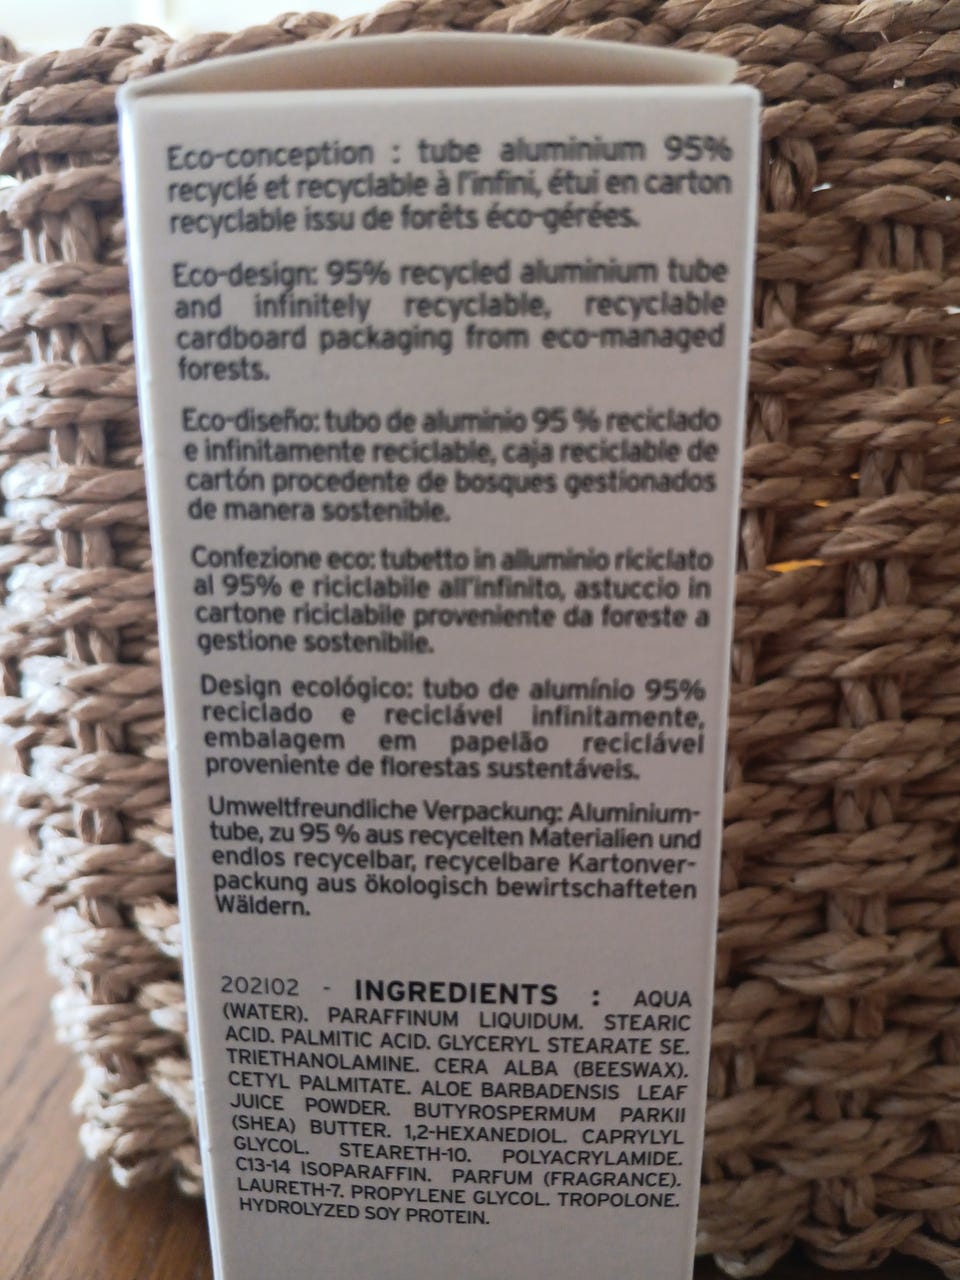 Eco-conception : tube aluminium 95%
recyclé et recyclable à l'infini, étui en carton
recyclable issu de forêts éco-gérées.
Eco-design: 95% recycled aluminium tube
and infinitely recyclable, recyclable
cardboard packaging from eco-managed
forests.
Eco-diseño: tubo de aluminio 95 % reciclado
e infinitamente reciclable, caja reciclable de
cartón procedente de bosques gestionados
de manera sostenible.
Confezione eco: tubetto in alluminio riciclato
al 95% e riciclabile all'infinito, astuccio in
cartone riciclabile proveniente da foreste a
gestione sostenibile.
Design ecológico: tubo de alumínio 95%
reciclado e reciclável infinitamente,
embalagem em papelão reciclável
proveniente de florestas sustentáveis.
Umweltfreundliche Verpackung: Aluminium-
tube, zu 95 % aus recycelten Materialien und
endlos recycelbar, recycelbare Kartonver-
packung aus ökologisch bewirtschafteten
Wäldern.
202102 - INGREDIENTS : AQUA
(WATER). PARAFFINUM LIQUIDUM. STEARIC
ACID. PALMITIC ACID. GLYCERYL STEARATE SE.
TRIETHANOLAMINE. CERA ALBA (BEESWAX).
CETYL PALMITATE. ALOE BARBADENSIS LEAF
JUICE POWDER. BUTYROSPERMUM PARKII
(SHEA) BUTTER. 1,2-HEXANEDIOL. CAPRYLYL
GLYCOL. STEARETH-10. POLYACRYLAMIDE.
C13-14 ISOPARAFFIN. PARFUM (FRAGRANCE).
LAURETH-7. PROPYLENE GLYCOL. TROPOLONE.
HYDROLYZED SOY PROTEIN.